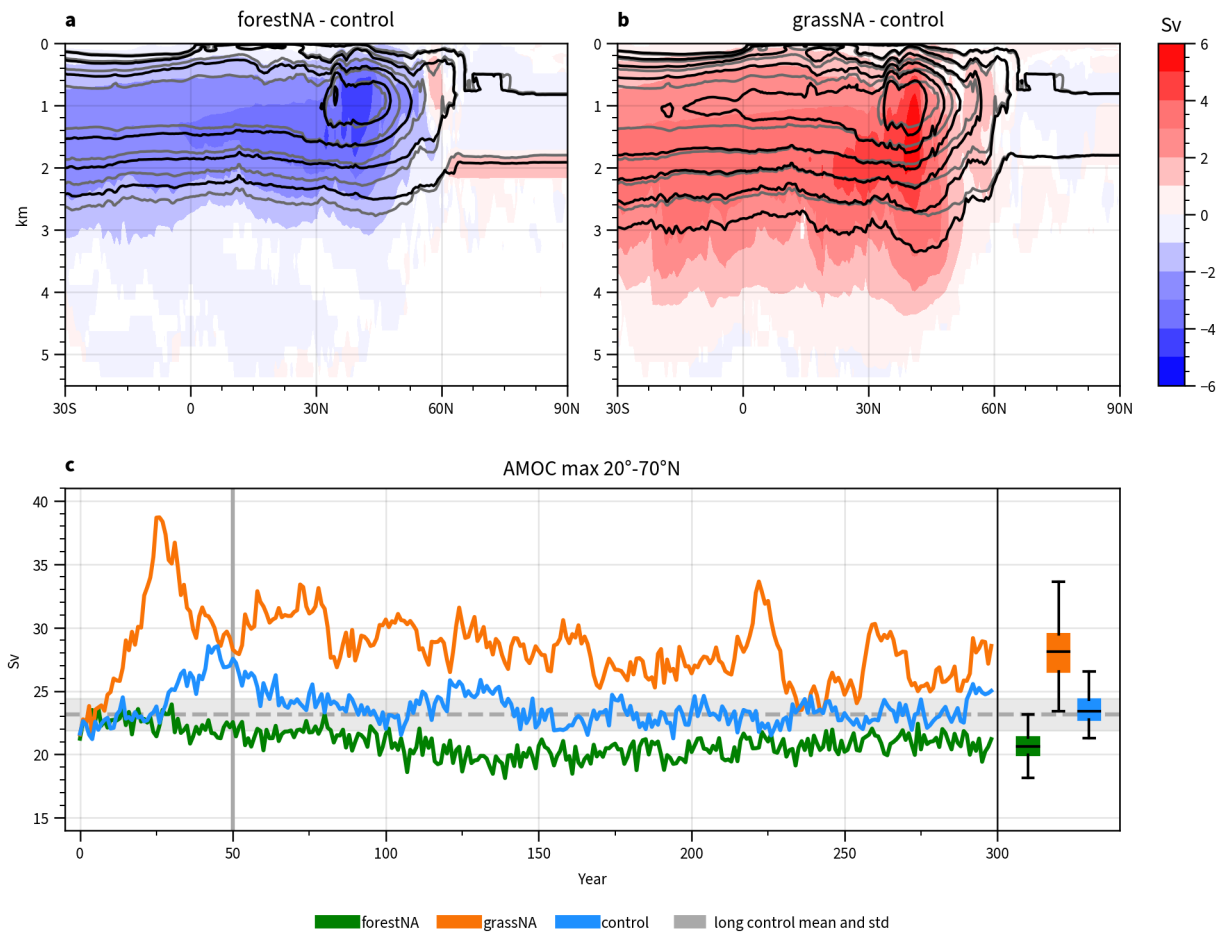 a forestNA - control
b grassNA - control
Sv
0
1
2
3
4
5
km
30S 0 30N 60N 90N
0
1
2
3
4
5
30S 0 30N 60N 90N
6
4
2
0
−2
−4
−6
c AMOC max 20°-70°N
40
35
30
25
20
15
Sv
0 50 100 150 200 250 300
Year
forestNA grassNA control long control mean and std